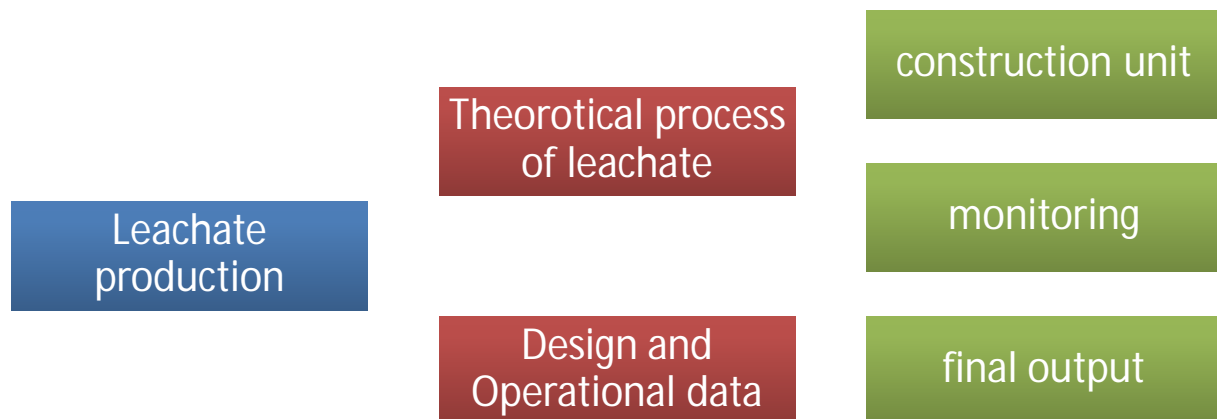 Leachate
production
Theorotical process
of leachate
Design and
Operational data
construction unit
monitoring
final output